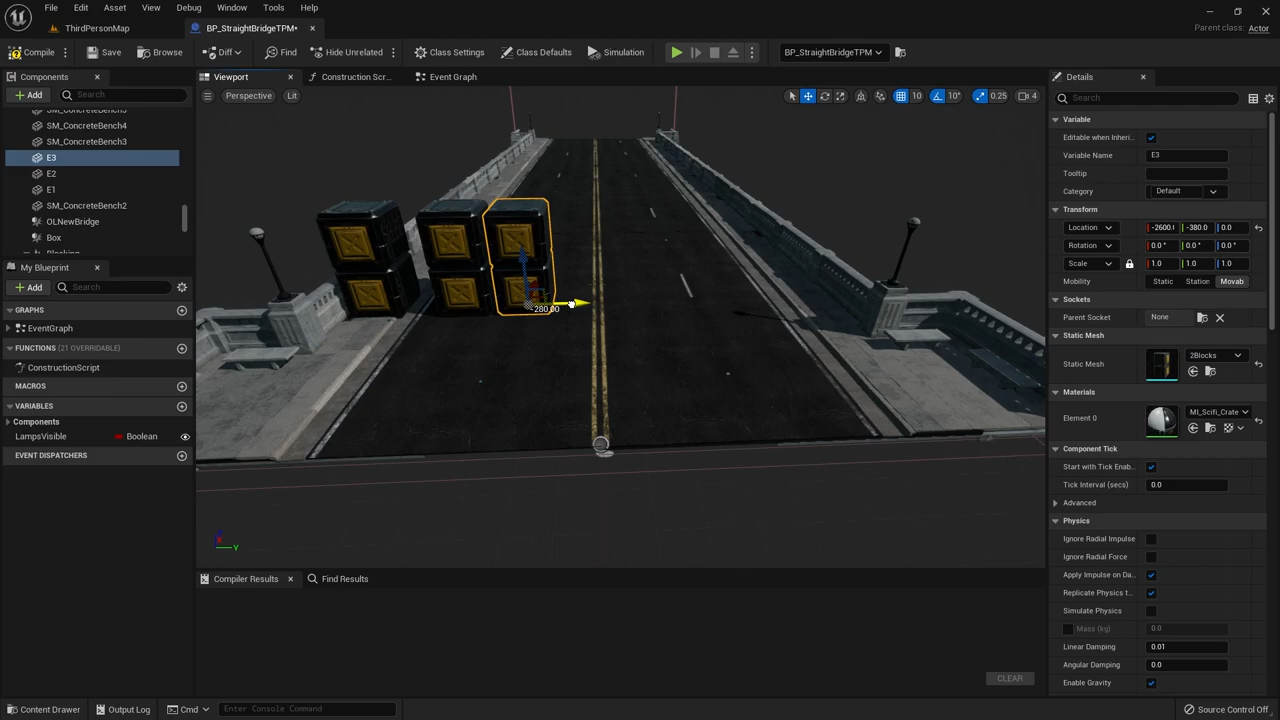 File Edit Asset View Debug Window Tools Help
ThirdPersonMap
BP_StraightBridgeTPM*
Parent class: Actor
Compile
Save
Browse
Diff
Find
Hide Unrelated
Class Settings
Class Defaults
Simulation
BP_StraightBridgeTPM
Components
Viewport
Construction Scr...
Event Graph
Details
Add
Search
Perspective
Lit
10
10°
0.25
4
Search
SM_ConcreteBench4
SM_ConcreteBench3
E3
E2
E1
SM_ConcreteBench2
OLNewBridge
Box
My Blueprint
Add
Search
GRAPHS
EventGraph
FUNCTIONS (21 OVERRIDABLE)
ConstructionScript
MACROS
VARIABLES
Components
LampsVisible
Boolean
EVENT DISPATCHERS
280.00
X
Y
Variable
Editable when Inheri...
Variable Name
E3
Tooltip
Category
Default
Transform
Location
-2600.(
-380.0
0.0
Rotation
0.0 °
0.0 °
0.0 °
Scale
1.0
1.0
1.0
Mobility
Static
Station
Movab
Sockets
Parent Socket
None
Static Mesh
Static Mesh
2Blocks
Materials
Element 0
MI_Scifi_Crate
Component Tick
Start with Tick Enab...
Tick Interval (secs)
0.0
Advanced
Physics
Ignore Radial Impulse
Ignore Radial Force
Apply Impulse on Da...
Replicate Physics t...
Simulate Physics
Mass (kg)
0.0
Linear Damping
0.01
Angular Damping
0.0
Enable Gravity
Compiler Results
Find Results
CLEAR
Content Drawer
Output Log
Cmd
Enter Console Command
Source Control Off